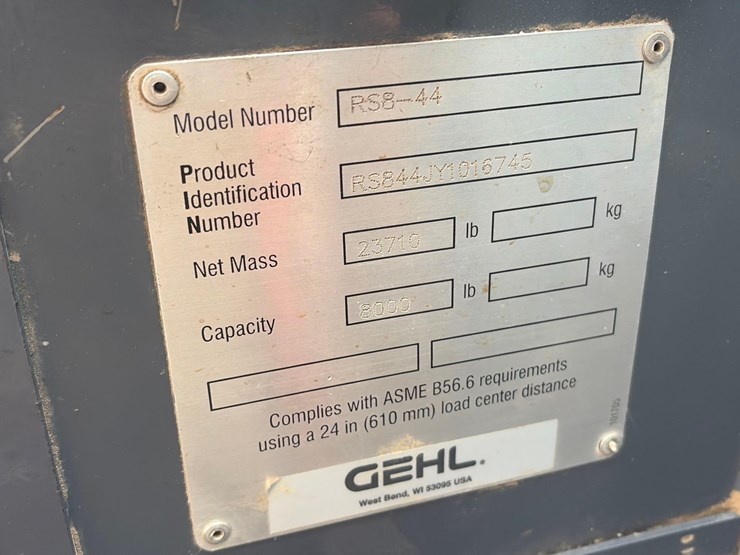 Model Number RS8-44
Product
Identification
Number RS844JY1016745
Net Mass 23710 lb kg
Capacity 8000 lb kg
Complies with ASME B56.6 requirements
using a 24 in (610 mm) load center distance
GEHL.
West Bend, WI 53095 USA